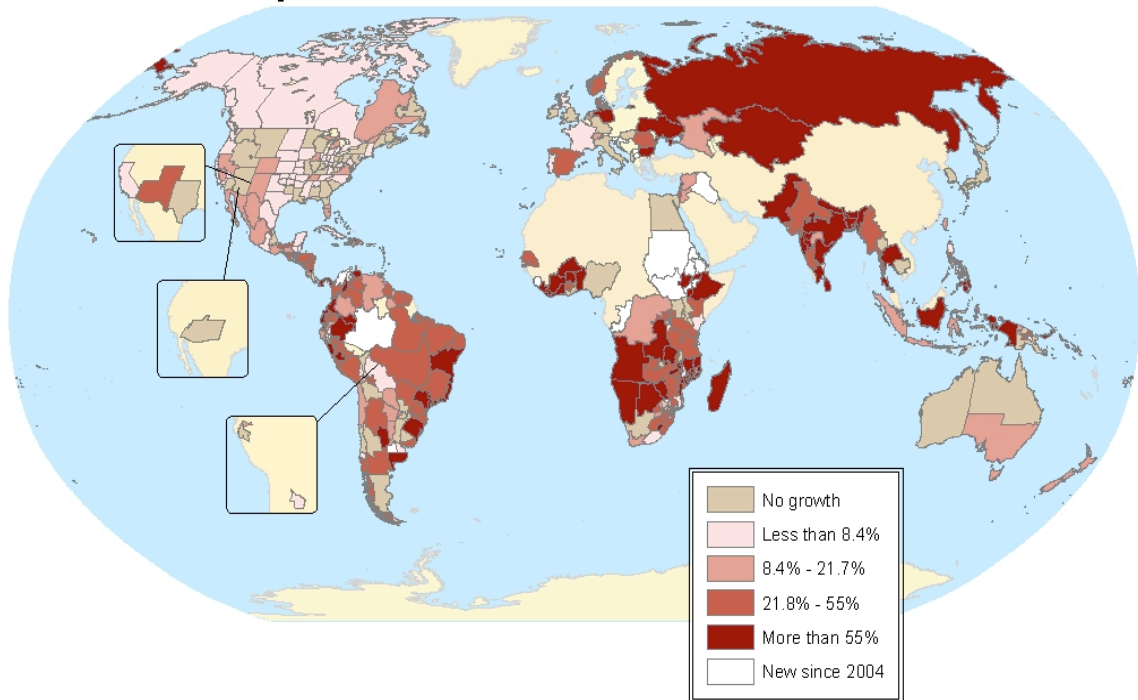 No growth
Less than 8.4%
8.4% - 21.7%
21.8% - 55%
More than 55%
New since 2004